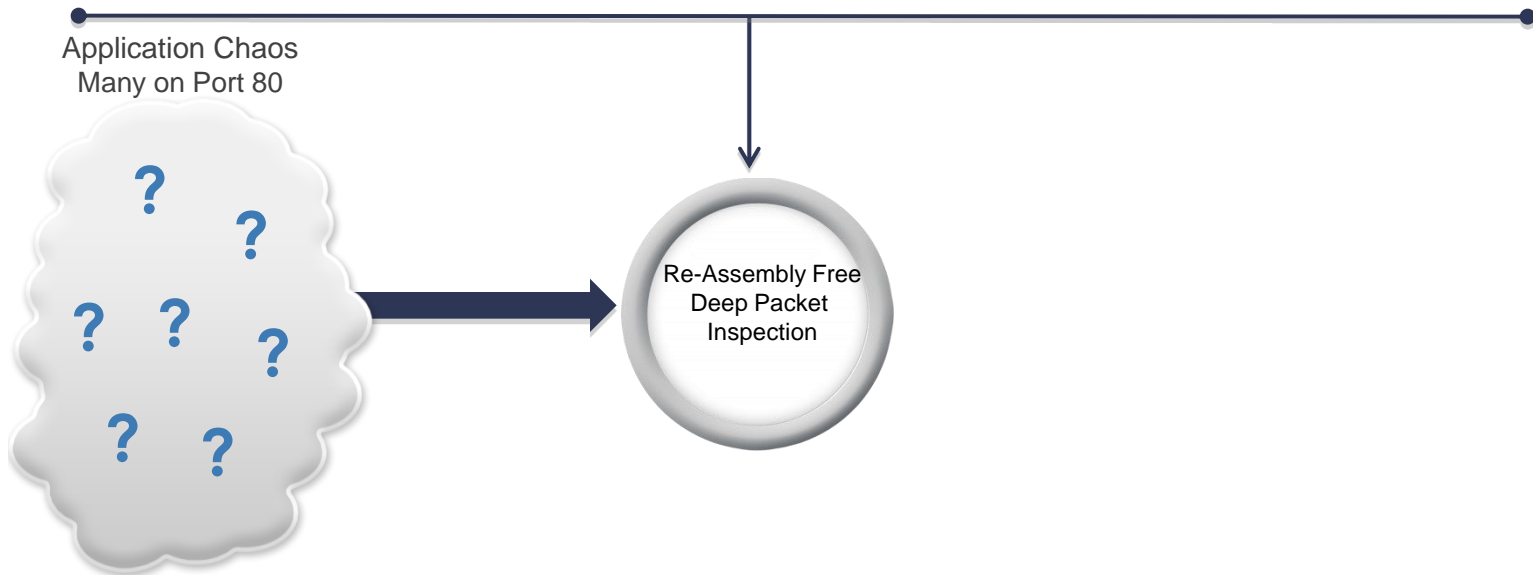 Application Chaos
Many on Port 80
?
?
?
?
?
?
?
Re-Assembly Free
Deep Packet
Inspection